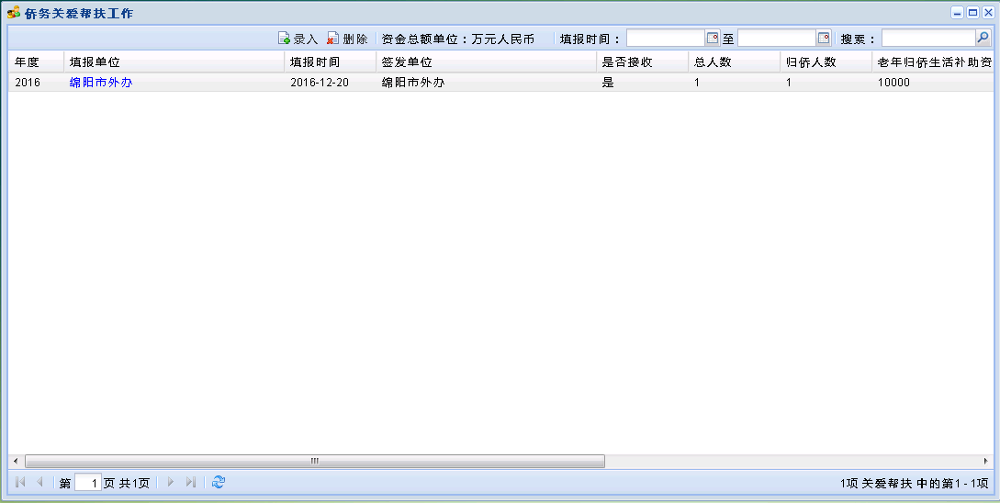 侨务关爱帮扶工作
录入 删除 资金总额单位：万元人民币 填报时间： 至 搜索：
年度 填报单位 填报时间 签发单位 是否接收 总人数 归侨人数 老年归侨生活补助资
2016 绵阳市外办 2016-12-20 绵阳市外办 是 1 1 10000
第 1 页 共1页 1项 关爱帮扶 中的第1 - 1项